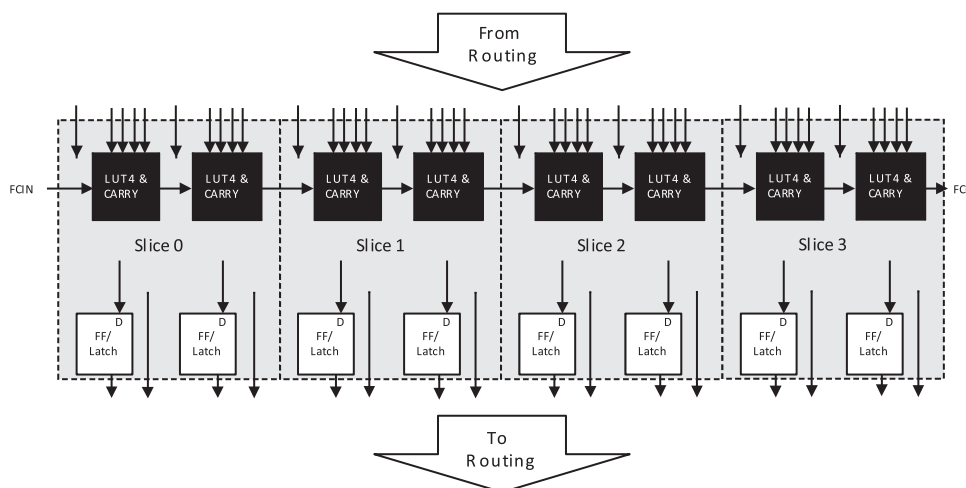 From
Routing
LUT4 &
CARRY
LUT4 &
CARRY
LUT4 &
CARRY
LUT4 &
CARRY
LUT4 &
CARRY
LUT4 &
CARRY
LUT4 &
CARRY
LUT4 &
CARRY
FCIN
FC
Slice 0
Slice 1
Slice 2
Slice 3
D
FF/
Latch
D
FF/
Latch
D
FF/
Latch
D
FF/
Latch
D
FF/
Latch
D
FF/
Latch
D
FF/
Latch
D
FF/
Latch
To
Routing